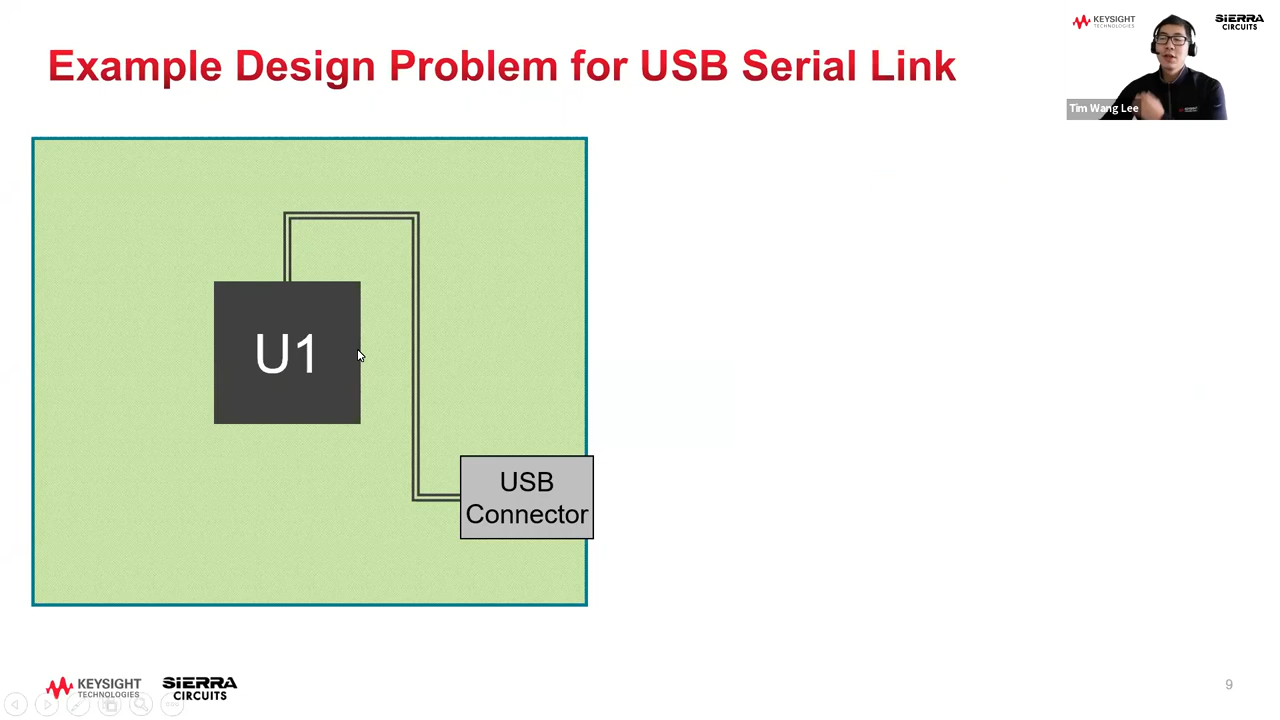 KEYSIGHT
TECHNOLOGIES
SIERRA
CIRCUITS
Example Design Problem for USB Serial Link
Tim Wang Lee
U1
USB
Connector
KEYSIGHT
TECHNOLOGIES
SIERRA
CIRCUITS
9